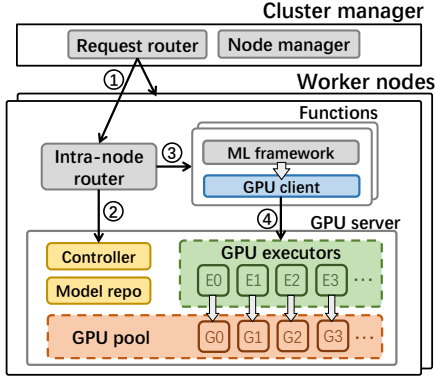 Cluster manager
Request router Node manager
①
Worker nodes
Functions
Intra-node
router
③
ML framework
GPU client
②
④
GPU server
Controller
Model repo
GPU executors
E0 E1 E2 E3 ···
GPU pool
G0 G1 G2 G3 ···